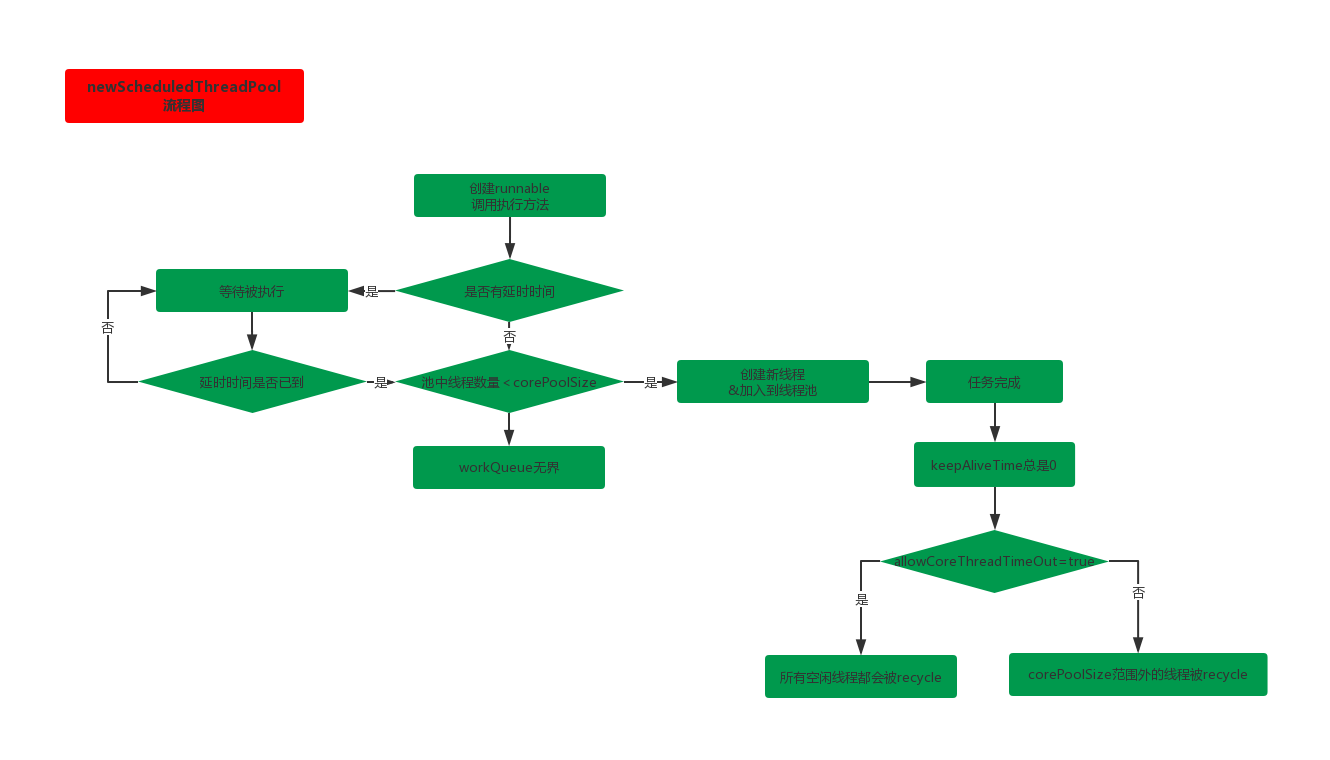 newScheduledThreadPool
流程图
创建runnable
调用执行方法
等待被执行
是
是否有延时时间
否
否
延时时间是否已到
是
池中线程数量<corePoolSize
是
创建新线程
&加入到线程池
任务完成
workQueue无界
keepAliveTime总是0
allowCoreThreadTimeOut=true
是
否
所有空闲线程都会被recycle
corePoolSize范围外的线程被recycle